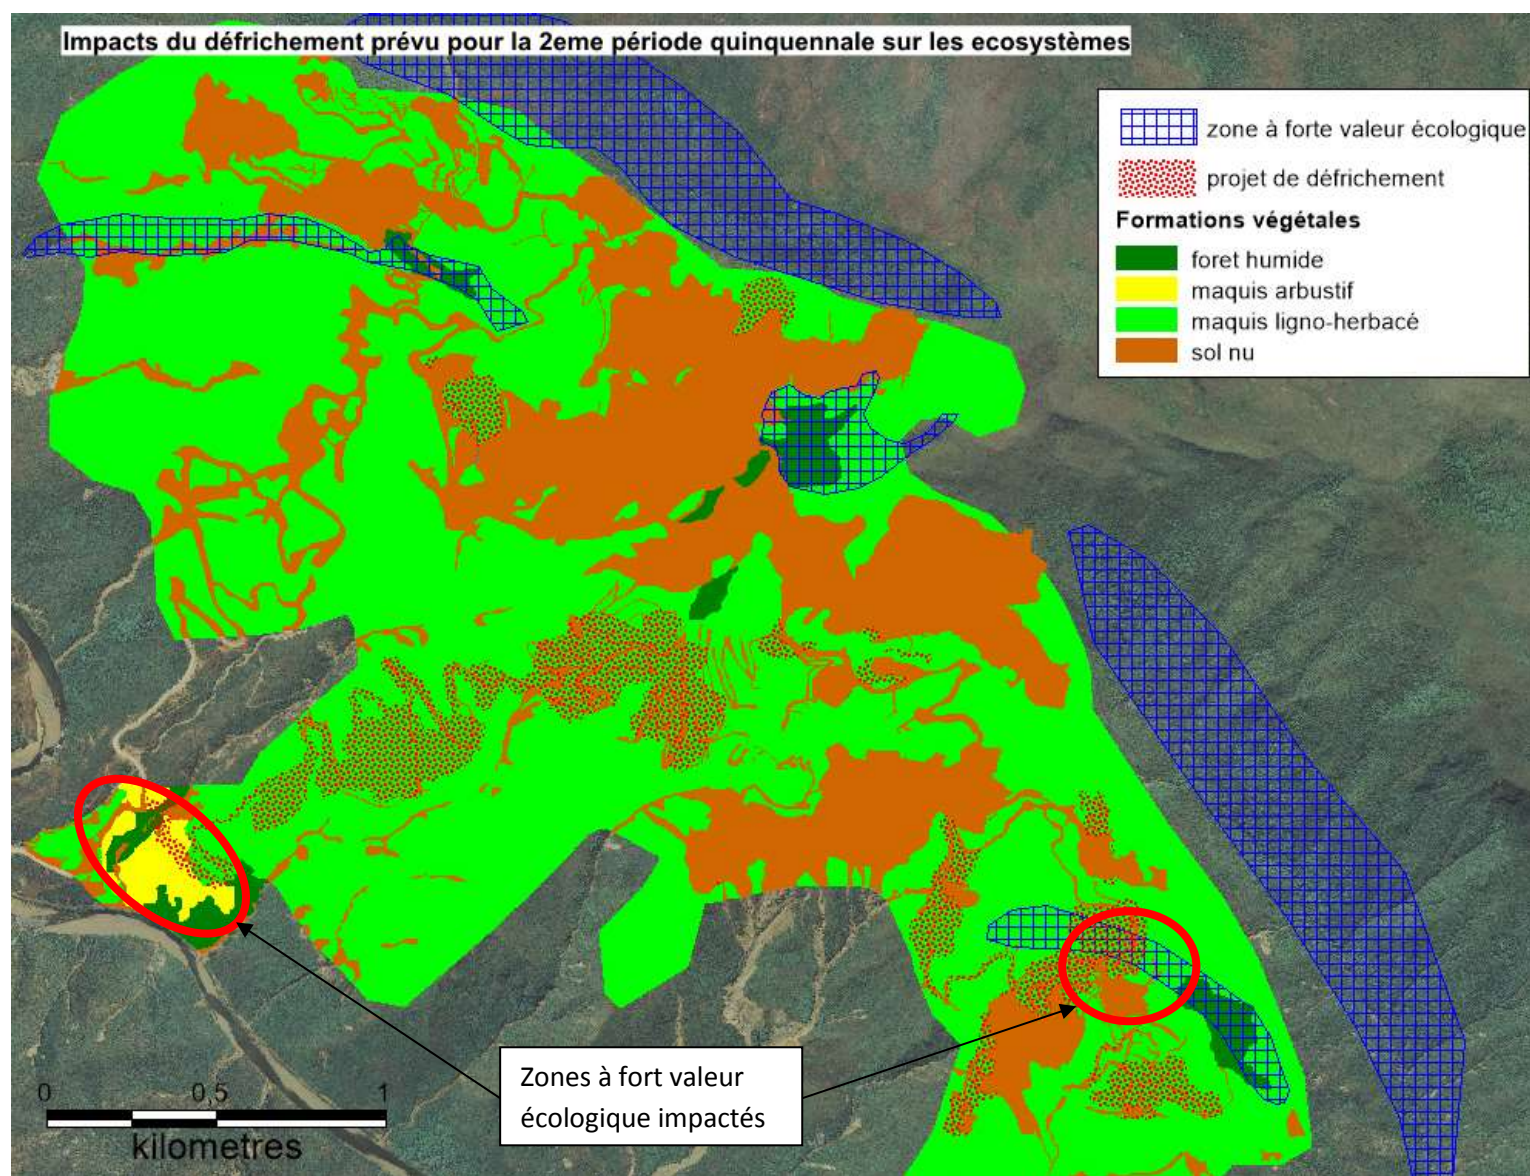 Impacts du défrichement prévu pour la 2eme période quinquennale sur les ecosystèmes
zone à forte valeur écologique
projet de défrichement
Formations végétales
foret humide
maquis arbustif
maquis ligno-herbacé
sol nu
Zones à fort valeur
écologique impactés
0 0,5 1
kilometres